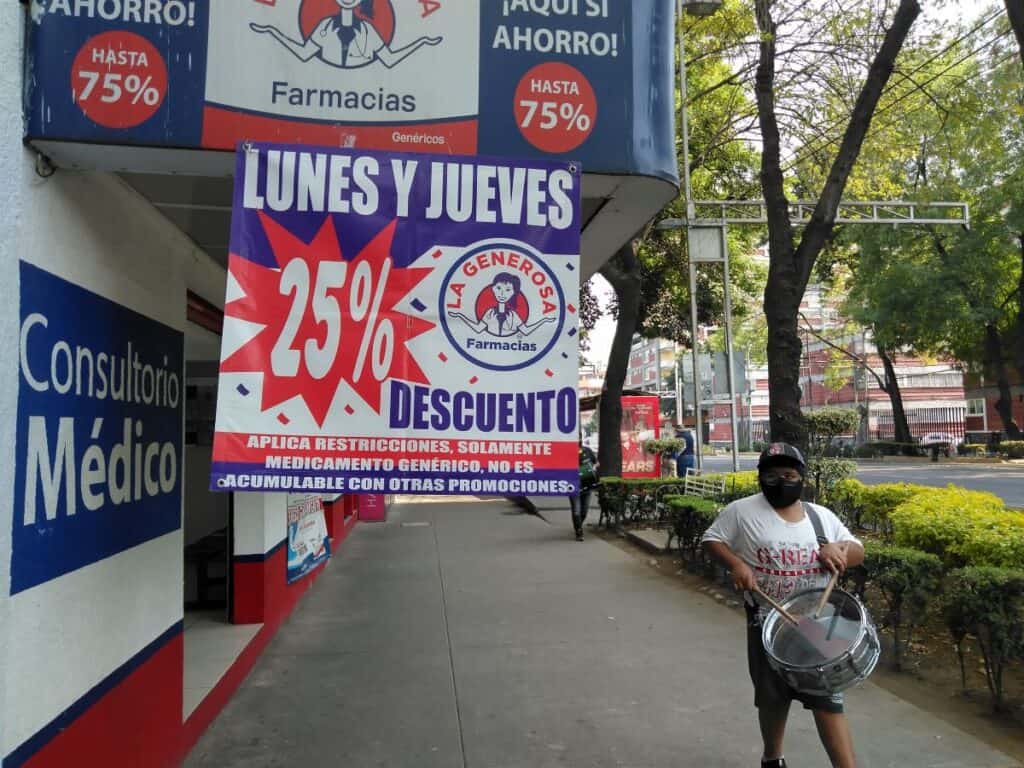 ¡AHORRO!
HASTA
75%
Farmacias
Genéricos
¡AQUÍ SÍ
AHORRO!
HASTA
75%
LUNES Y JUEVES
25%
LA GENEROSA
Farmacias
DESCUENTO
APLICA RESTRICCIONES, SOLAMENTE
MEDICAMENTO GENÉRICO, NO ES
ACUMULABLE CON OTRAS PROMOCIONES
Consultorio
Médico